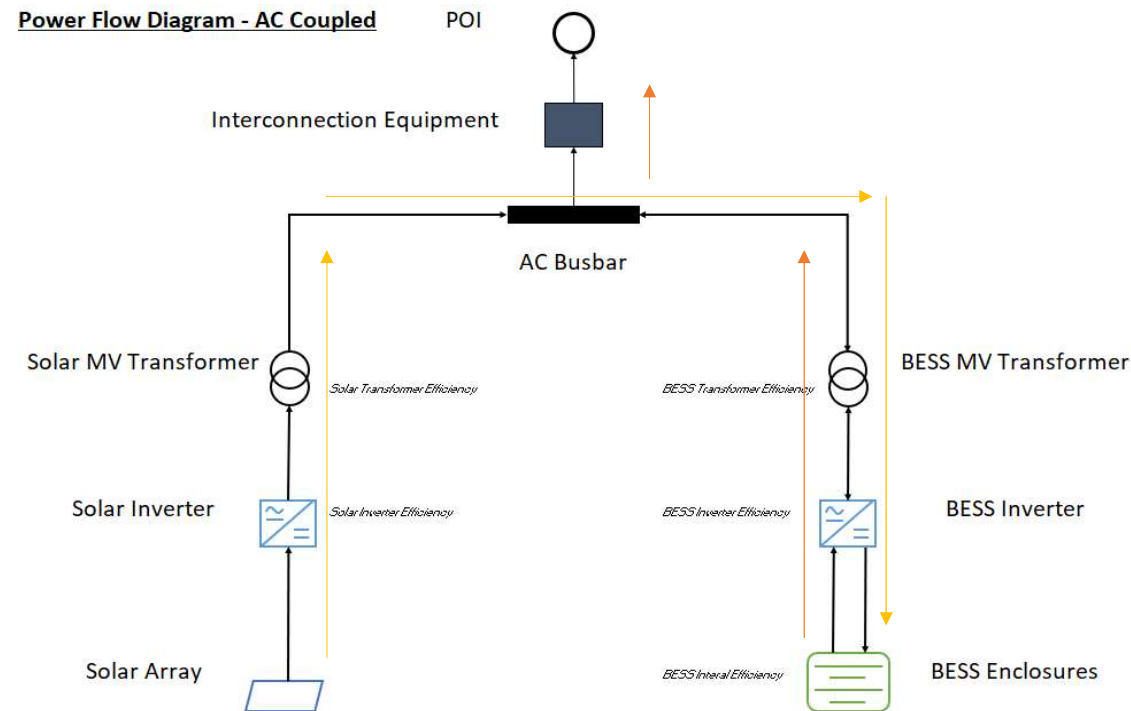 Power Flow Diagram - AC Coupled
POI
Interconnection Equipment
AC Busbar
Solar MV Transformer
BESS MV Transformer
Solar Transformer Efficiency
BESS Transformer Efficiency
Solar Inverter
Solar Inverter Efficiency
BESS Inverter Efficiency
BESS Inverter
Solar Array
BESS Interal Efficiency
BESS Enclosures